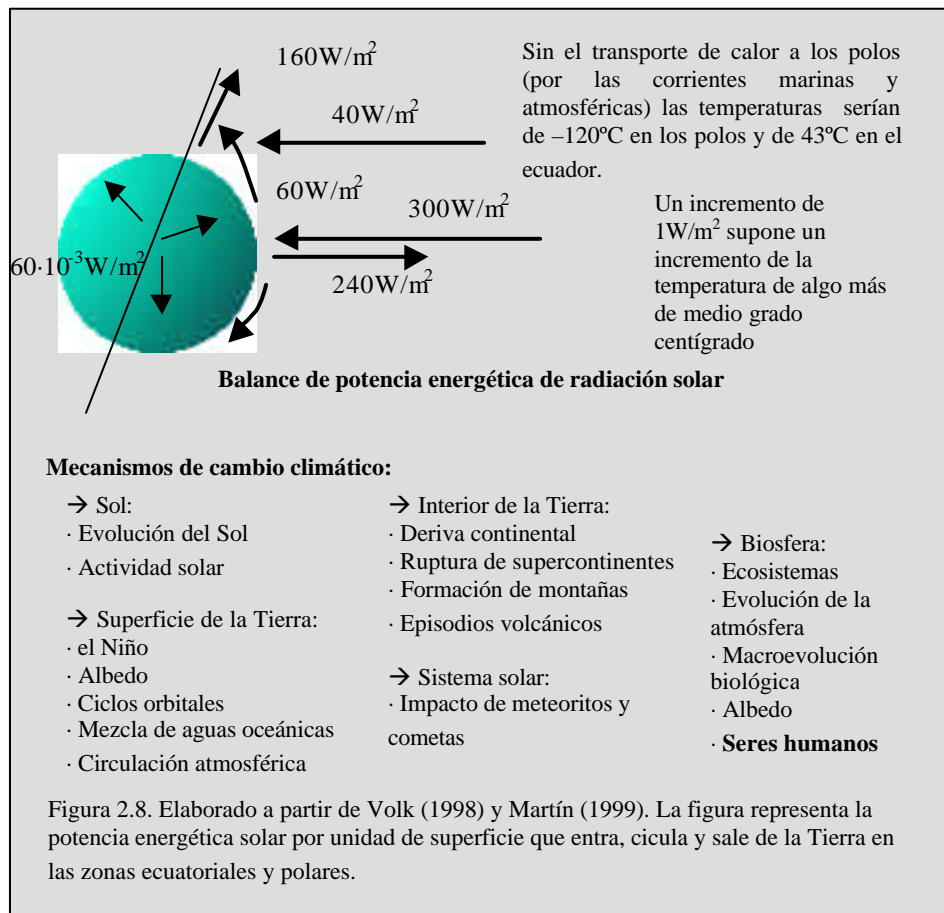 160W/m²
40W/m²
60W/m²
300W/m²
60·10⁻³W/m²
240W/m²
Sin el transporte de calor a los polos
(por las corrientes marinas y
atmosféricas) las temperaturas serían
de –120ºC en los polos y de 43ºC en el
ecuador.
Un incremento de
1W/m² supone un
incremento de la
temperatura de algo más
de medio grado
centígrado
Balance de potencia energética de radiación solar
Mecanismos de cambio climático:
→ Sol:
· Evolución del Sol
· Actividad solar
→ Superficie de la Tierra:
· el Niño
· Albedo
· Ciclos orbitales
· Mezcla de aguas oceánicas
· Circulación atmosférica
→ Interior de la Tierra:
· Deriva continental
· Ruptura de supercontinentes
· Formación de montañas
· Episodios volcánicos
→ Sistema solar:
· Impacto de meteoritos y
cometas
→ Biosfera:
· Ecosistemas
· Evolución de la
atmósfera
· Macroevolución
biológica
· Albedo
· Seres humanos
Figura 2.8. Elaborado a partir de Volk (1998) y Martín (1999). La figura representa la
potencia energética solar por unidad de superficie que entra, cicula y sale de la Tierra en
las zonas ecuatoriales y polares.